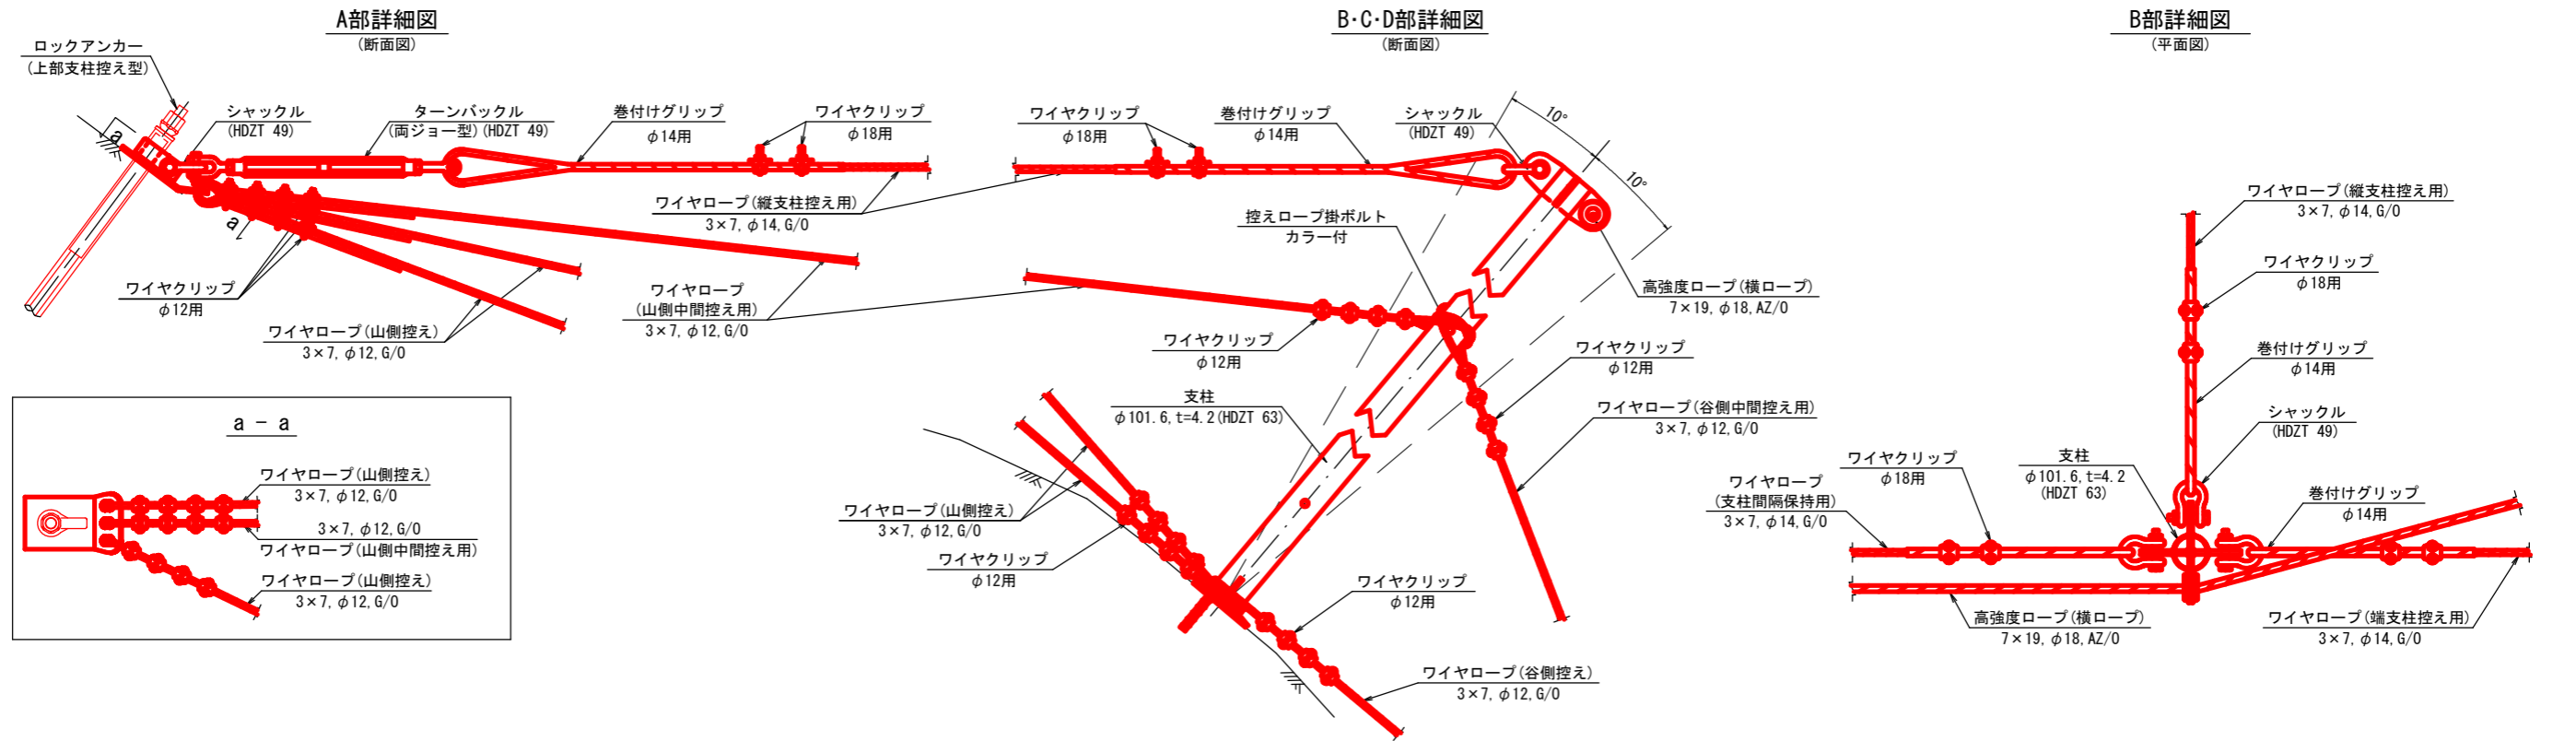 A部詳細図
(断面図)
ロックアンカー
(上部支柱控え型)
シャックル
(HDZT 49)
ターンバックル
(両ジョー型)(HDZT 49)
巻付けグリップ
φ14用
ワイヤクリップ
φ18用
a
a
ワイヤロープ(縦支柱控え用)
3×7,φ14,G/O
ワイヤクリップ
φ12用
ワイヤロープ(山側控え)
3×7,φ12,G/O
ワイヤロープ
(山側中間控え用)
3×7,φ12,G/O
a - a
ワイヤロープ(山側控え)
3×7,φ12,G/O
3×7,φ12,G/O
ワイヤロープ(山側中間控え用)
ワイヤロープ(山側控え)
3×7,φ12,G/O
B・C・D部詳細図
(断面図)
ワイヤクリップ
φ18用
巻付けグリップ
φ14用
シャックル
(HDZT 49)
10°
10°
控えロープ掛ボルト
カラー付
高強度ロープ(横ロープ)
7×19,φ18,AZ/O
ワイヤクリップ
φ12用
ワイヤクリップ
φ12用
支柱
φ101.6,t=4.2(HDZT 63)
ワイヤロープ(谷側中間控え用)
3×7,φ12,G/O
ワイヤロープ(山側控え)
3×7,φ12,G/O
ワイヤクリップ
φ12用
ワイヤクリップ
φ12用
ワイヤロープ(谷側控え)
3×7,φ12,G/O
B部詳細図
(平面図)
ワイヤロープ(縦支柱控え用)
3×7,φ14,G/O
ワイヤクリップ
φ18用
巻付けグリップ
φ14用
シャックル
(HDZT 49)
ワイヤクリップ
φ18用
支柱
φ101.6,t=4.2
(HDZT 63)
ワイヤロープ
(支柱間隔保持用)
3×7,φ14,G/O
巻付けグリップ
φ14用
高強度ロープ(横ロープ)
7×19,φ18,AZ/O
ワイヤロープ(端支柱控え用)
3×7,φ14,G/O